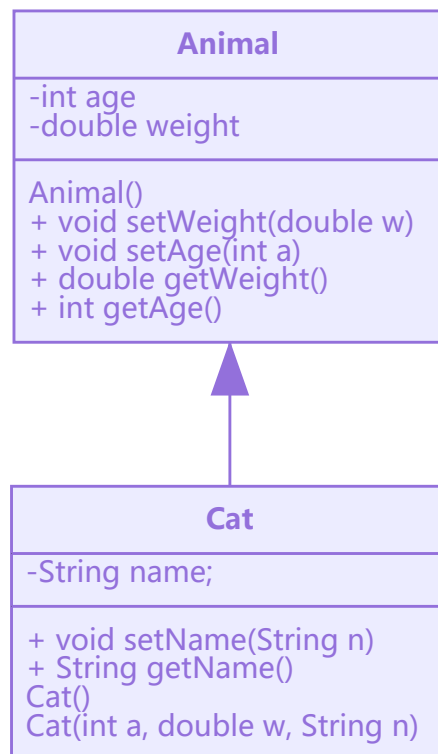 Animal
-int age
-double weight
Animal()
+ void setWeight(double w)
+ void setAge(int a)
+ double getWeight()
+ int getAge()
Cat
-String name;
+ void setName(String n)
+ String getName()
Cat()
Cat(int a, double w, String n)